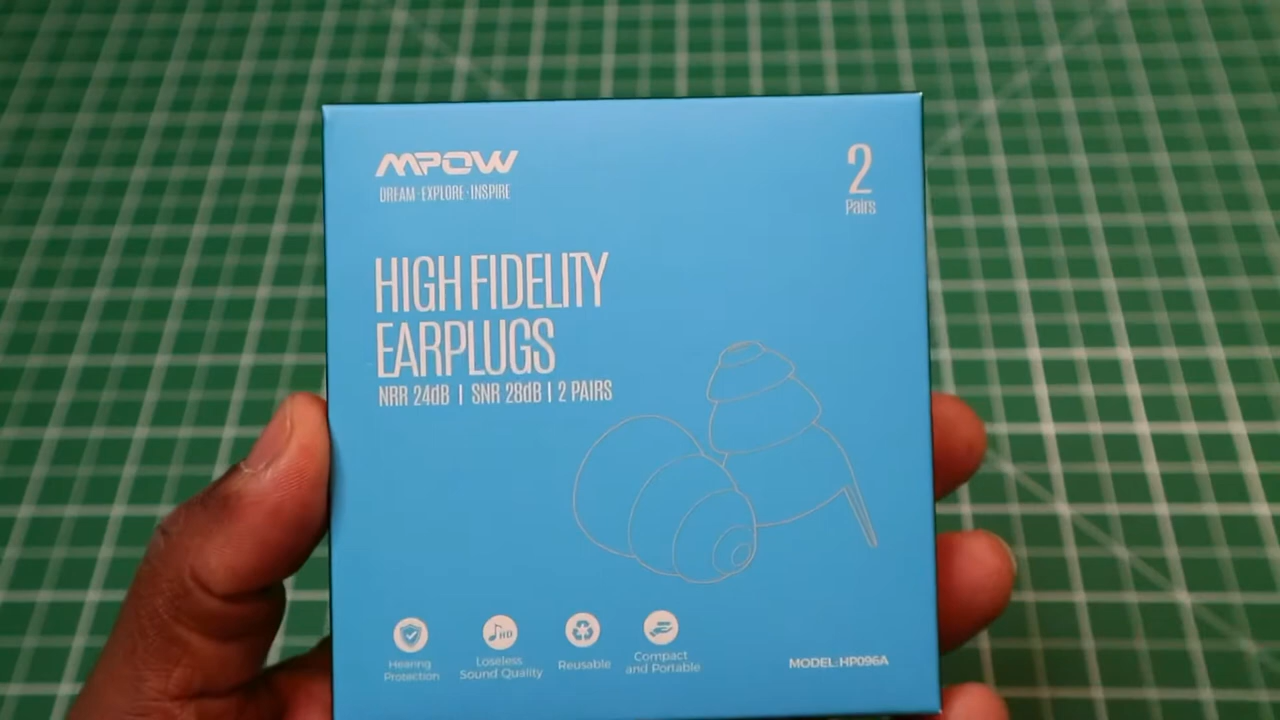 MPOW
DREAM·EXPLORE·INSPIRE
2
Pairs
HIGH FIDELITY
EARPLUGS
NRR 24dB | SNR 28dB | 2 PAIRS
Hearing
Protection
HD
Loseless
Sound Quality
Reusable
Compact
and Portable
MODEL:HP096A